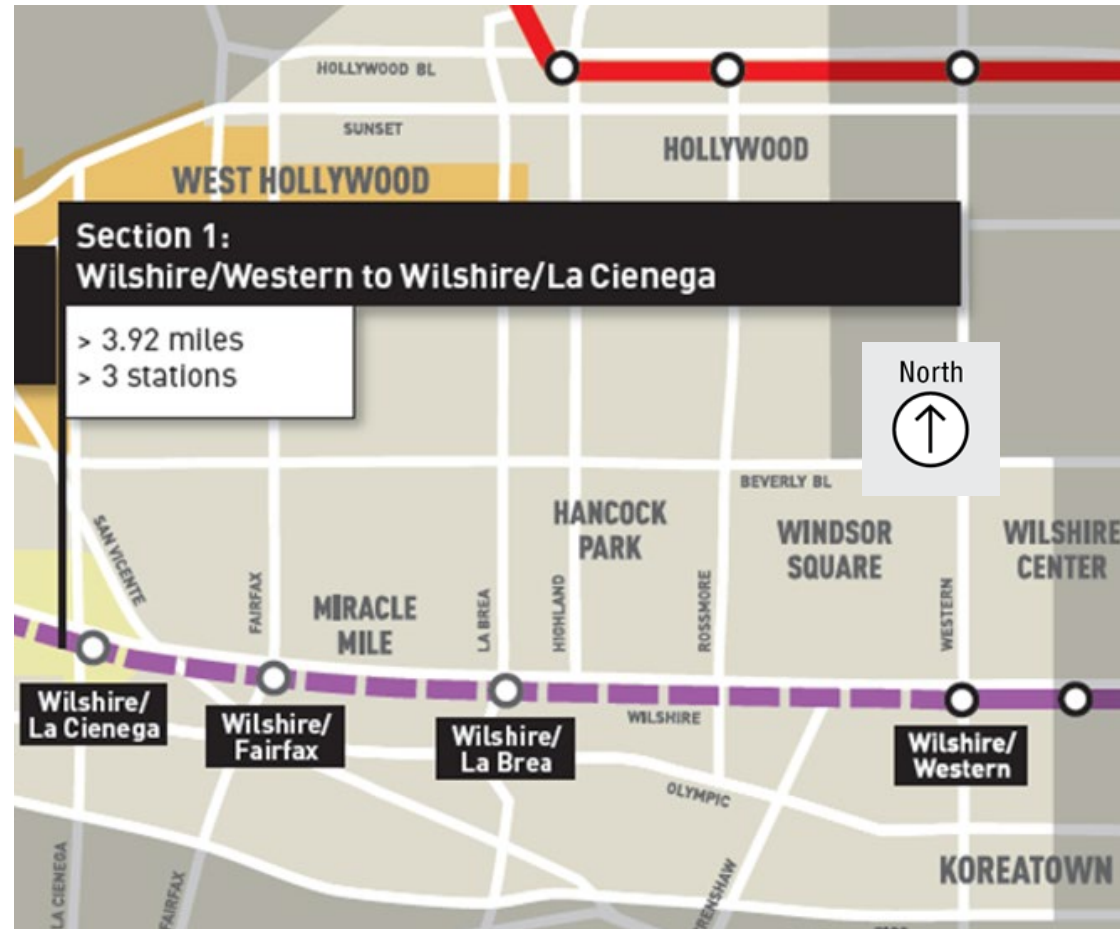 HOLLYWOOD BL
SUNSET
HOLLYWOOD
WEST HOLLYWOOD
Section 1:
Wilshire/Western to Wilshire/La Cienega
> 3.92 miles
> 3 stations
North
BEVERLY BL
HANCOCK
PARK
WINDSOR
SQUARE
WILSHIRE
CENTER
SAN VICENTE
FAIRFAX
MIRACLE
MILE
LA BREA
HIGHLAND
ROSSMORE
WESTERN
Wilshire/
La Cienega
Wilshire/
Fairfax
Wilshire/
La Brea
WILSHIRE
Wilshire/
Western
OLYMPIC
LA CIENEGA
FAIRFAX
RENSHAW
KOREATOWN